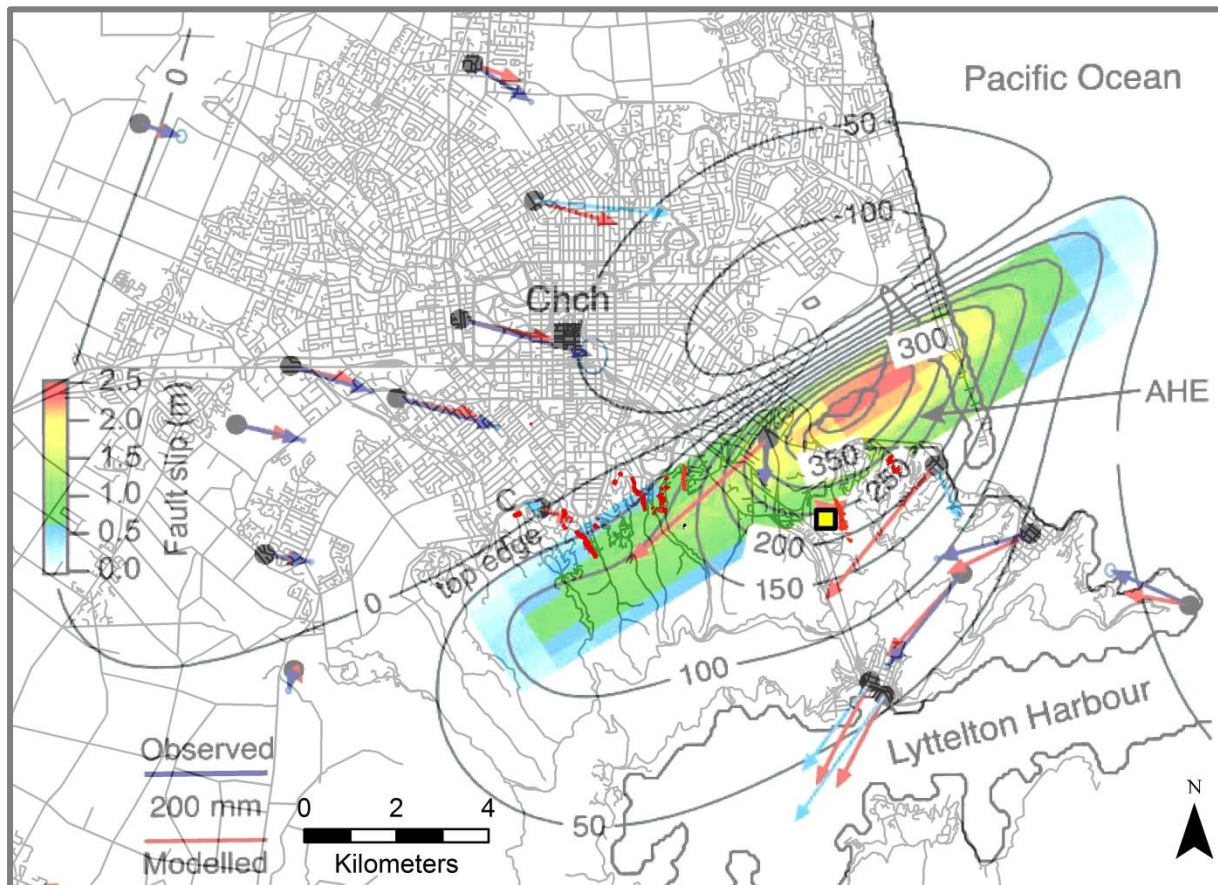 0
Pacific Ocean
-50
-100
Chch
300
AHE
350
250
200
150
100
50
0
top edge
C
2.5
2.0
1.5
1.0
0.5
0.0
Fault slip (m)
Observed
200 mm
Modelled
0 2 4
Kilometers
Lyttelton Harbour
N